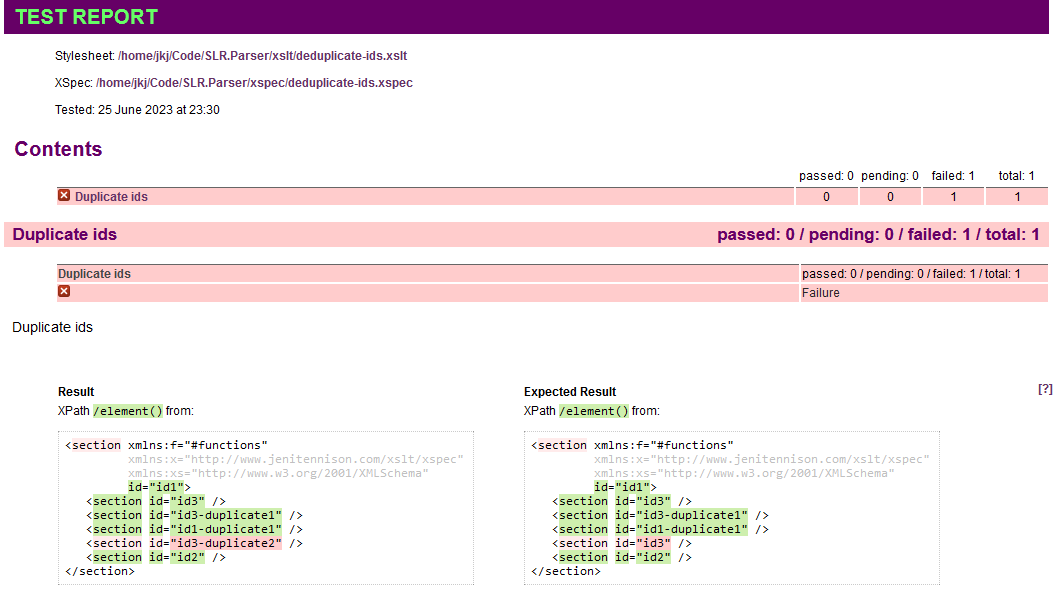 TEST REPORT
Stylesheet: /home/jkj/Code/SLR.Parser/xslt/deduplicate-ids.xslt
XSpec: /home/jkj/Code/SLR.Parser/xspec/deduplicate-ids.xspec
Tested: 25 June 2023 at 23:30
Contents
passed: 0 pending: 0 failed: 1 total: 1
Duplicate ids 0 0 1 1
Duplicate ids passed: 0 / pending: 0 / failed: 1 / total: 1
Duplicate ids passed: 0 / pending: 0 / failed: 1 / total: 1
Failure
Duplicate ids
[?]
Result
XPath /element() from:
<section xmlns:f="#functions"
xmlns:x="http://www.jenitennison.com/xslt/xspec"
xmlns:xs="http://www.w3.org/2001/XMLSchema"
id="id1">
<section id="id3" />
<section id="id3-duplicate1" />
<section id="id1-duplicate1" />
<section id="id3-duplicate2" />
<section id="id2" />
</section>
Expected Result
XPath /element() from:
<section xmlns:f="#functions"
xmlns:x="http://www.jenitennison.com/xslt/xspec"
xmlns:xs="http://www.w3.org/2001/XMLSchema"
id="id1">
<section id="id3" />
<section id="id3-duplicate1" />
<section id="id1-duplicate1" />
<section id="id3" />
<section id="id2" />
</section>